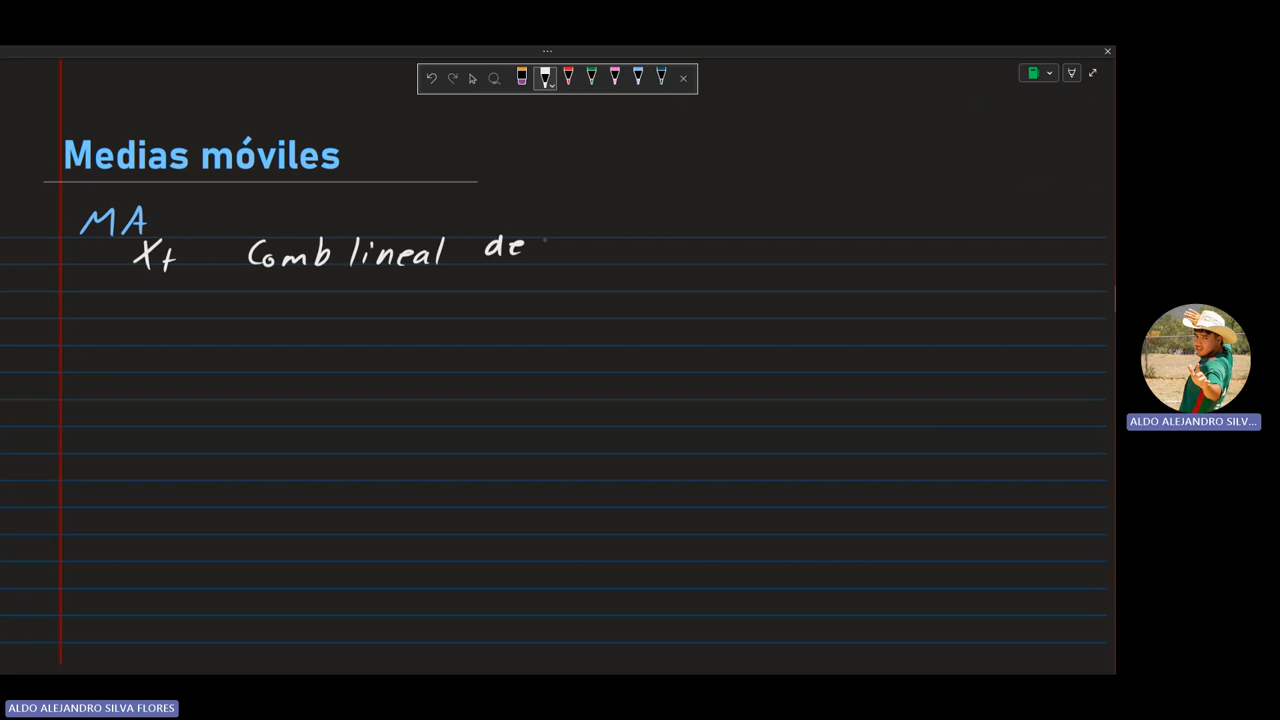 Medias móviles
MA
Xt Comb lineal de
ALDO ALEJANDRO SILV...
ALDO ALEJANDRO SILVA FLORES